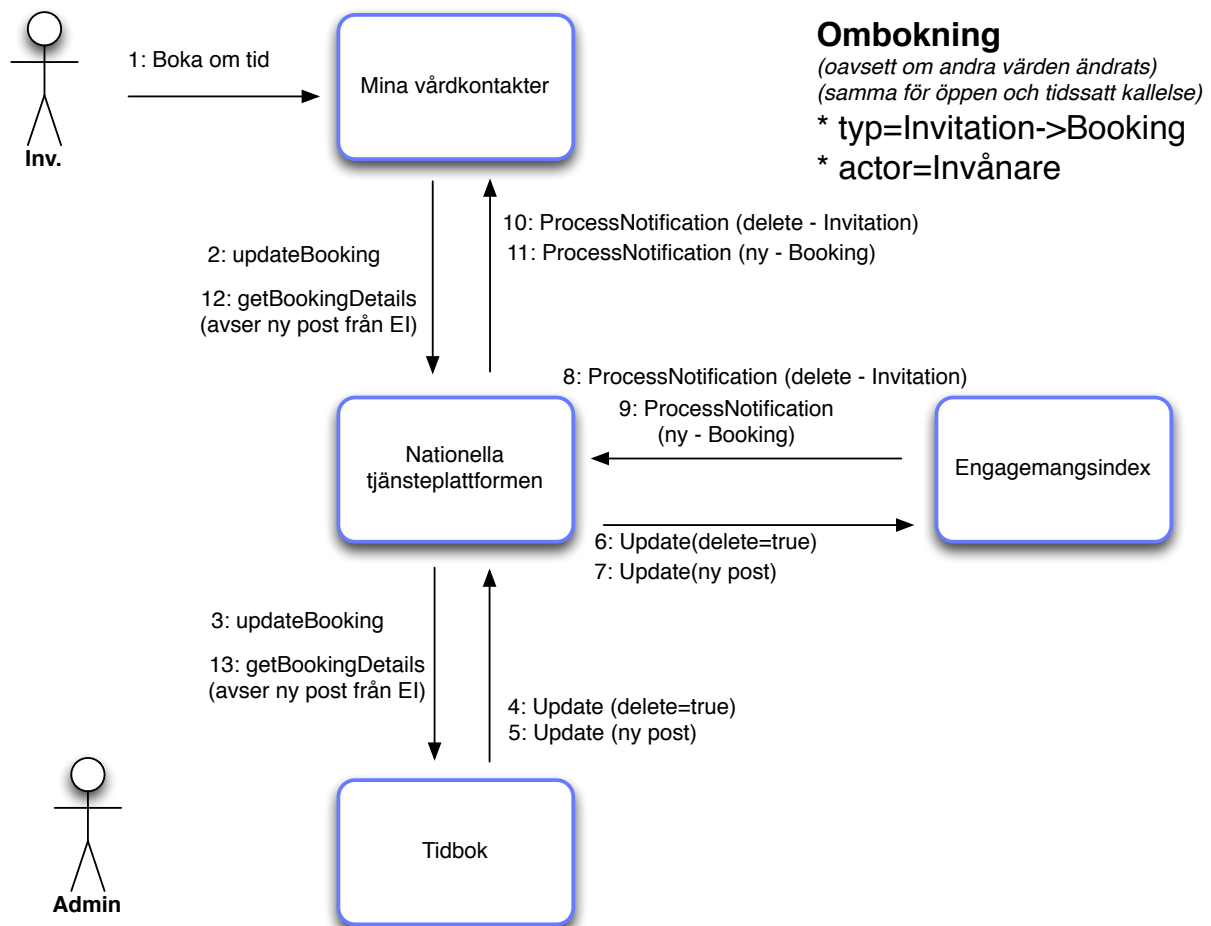 Ombokning
(oavsett om andra värden ändrats)
(samma för öppen och tidssatt kallelse)
* typ=Invitation->Booking
* actor=Invånare
1: Boka om tid
Mina vårdkontakter
Inv.
10: ProcessNotification (delete - Invitation)
11: ProcessNotification (ny - Booking)
2: updateBooking
12: getBookingDetails
(avser ny post från EI)
8: ProcessNotification (delete - Invitation)
9: ProcessNotification
(ny - Booking)
Nationella
tjänsteplattformen
Engagemangsindex
6: Update(delete=true)
7: Update(ny post)
3: updateBooking
13: getBookingDetails
(avser ny post från EI)
4: Update (delete=true)
5: Update (ny post)
Tidbok
Admin